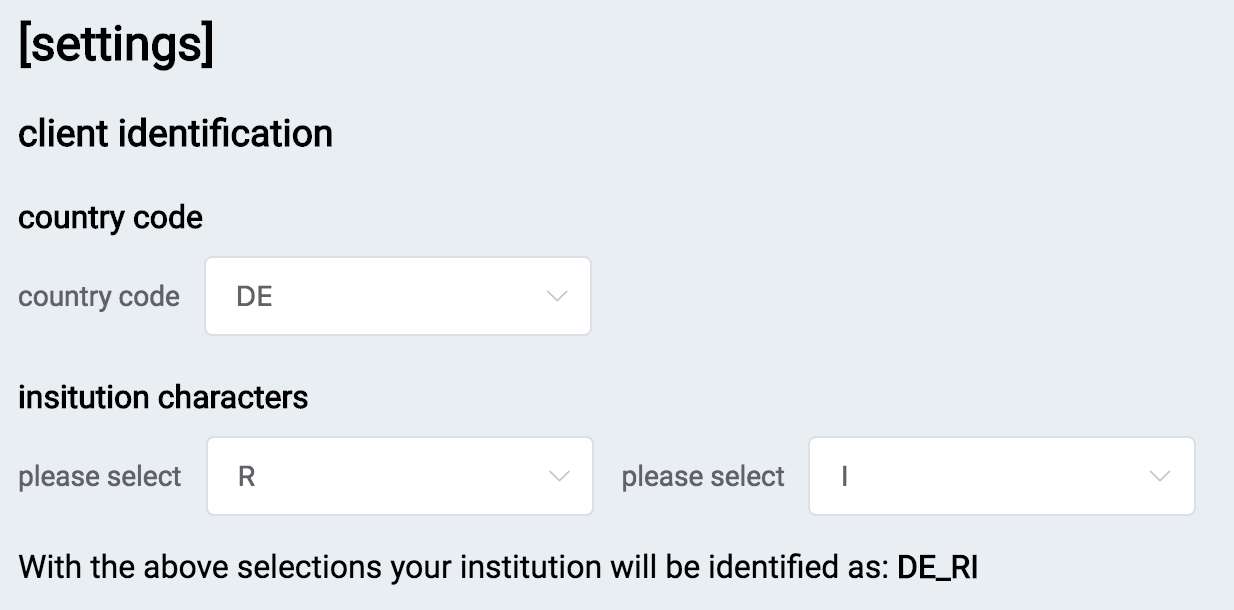 [settings]
client identification
country code
country code DE
insitution characters
please select R please select I
With the above selections your institution will be identified as: DE_RI